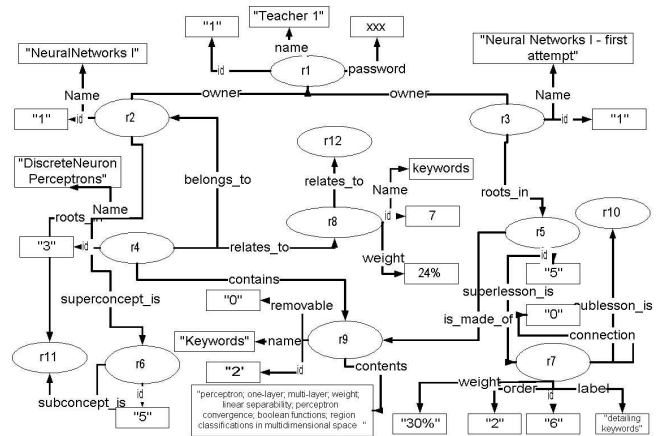 "Teacher 1"
"1"
xxx
name
id
password
r1
"NeuralNetworks I"
"Neural Networks I - first
attempt"
owner
owner
Name
Name
"1"
id
r2
r3
id
"1"
r12
"DiscreteNeuron
Perceptrons"
belongs_to
relates_to
keywords
Name
roots_in
r10
Name
r8
id
7
roots_in
r5
"3"
id
r4
relates_to
weight
id
24%
"5"
contains
superlesson_is
sublesson_is
superconcept_is
"0"
removable
"0"
is_made_of
connection
"Keywords"
name
r9
r11
r6
"2'
id
contents
r7
subconcept_is
id
"5"
"perceptron; one-layer; multi-layer; weight;
linear separability; perceptron
convergence; boolean functions; region
classifications in multidimensional space "
weight
order
label
id
"30%"
"2"
"6"
"detailing
keywords"